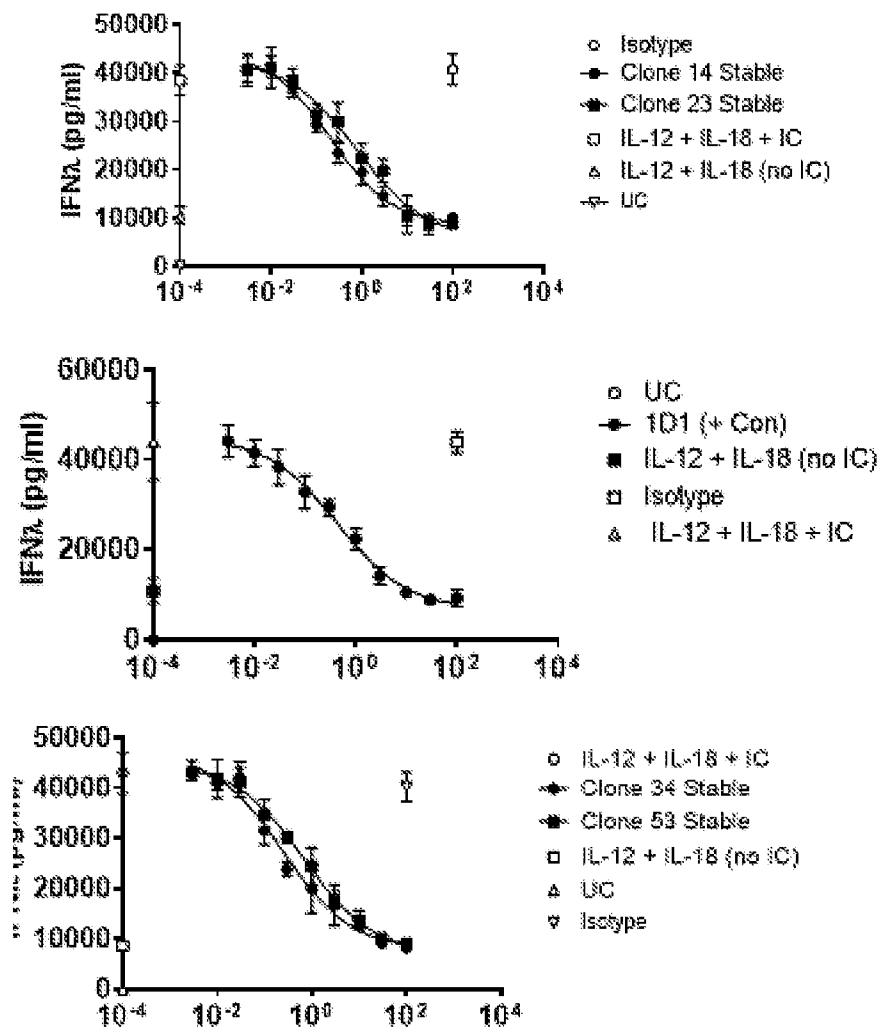 50000
40000
30000
20000
10000
0
IFNλ (pg/ml)
10⁻⁴ 10⁻² 10⁰ 10² 10⁴
Isotype
Clone 14 Stable
Clone 23 Stable
IL-12 + IL-18 + IC
IL-12 + IL-18 (no IC)
UC
60000
40000
20000
0
IFNλ (pg/ml)
10⁻⁴ 10⁻² 10⁰ 10² 10⁴
UC
1D1 (+ Con)
IL-12 + IL-18 (no IC)
Isotype
IL-12 + IL-18 + IC
50000
40000
30000
20000
10000
0
10⁻⁴ 10⁻² 10⁰ 10² 10⁴
IL-12 + IL-18 + IC
Clone 34 Stable
Clone 53 Stable
IL-12 + IL-18 (no IC)
UC
Isotype